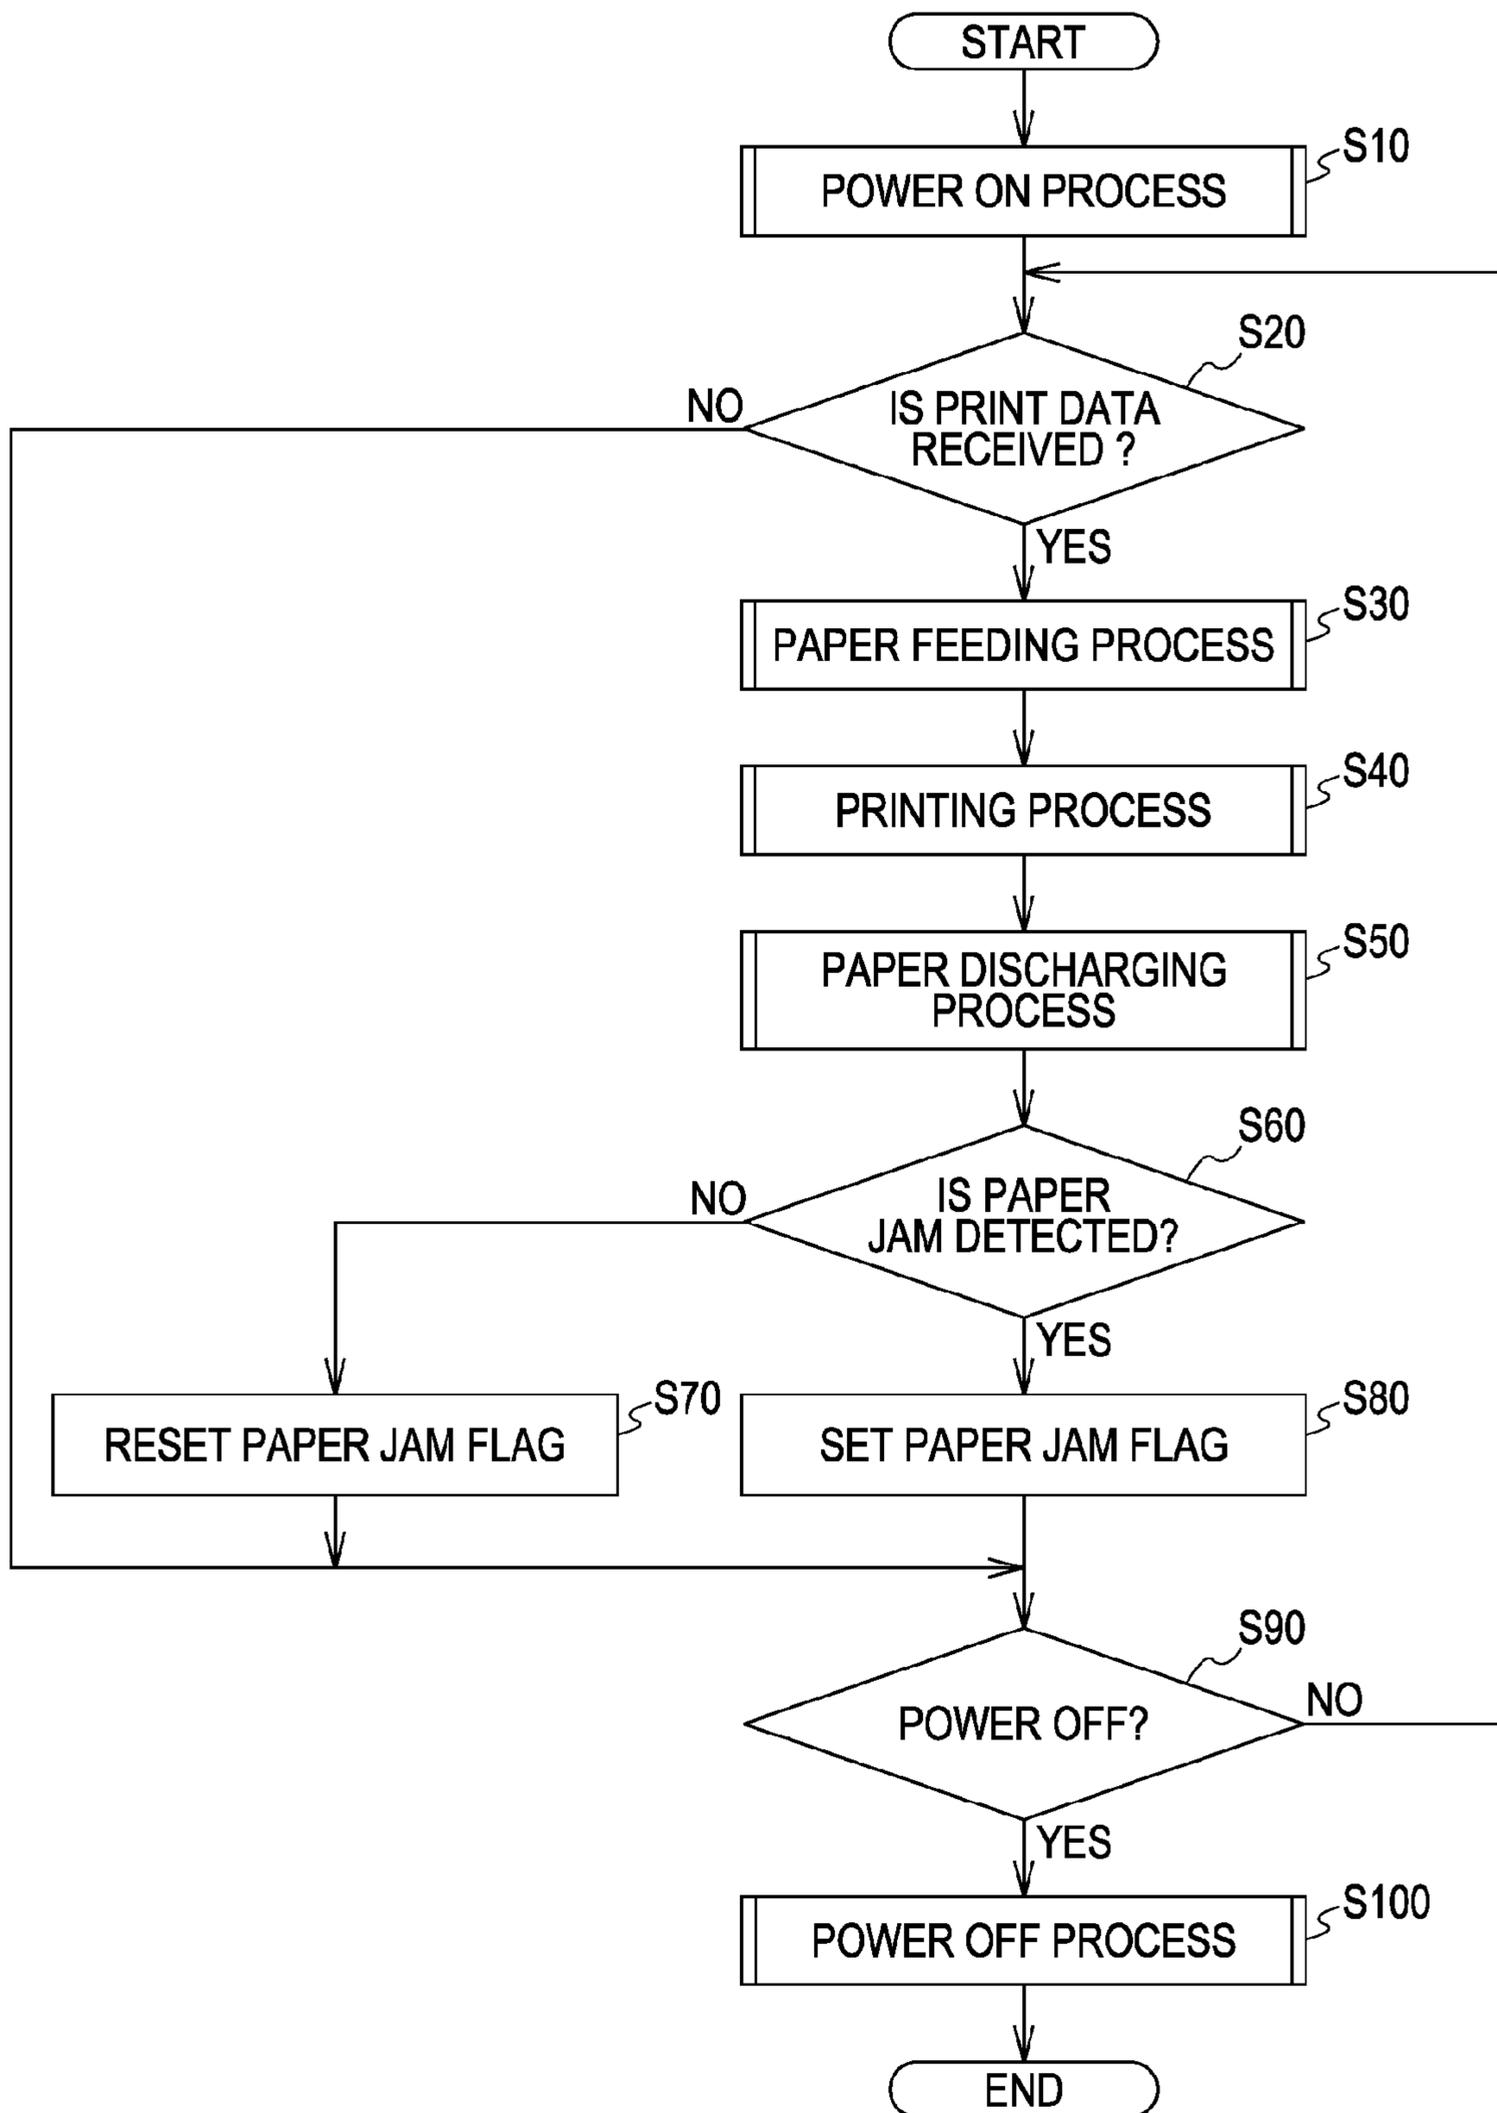 START
POWER ON PROCESS
S10
S20
NO
IS PRINT DATA
RECEIVED ?
YES
PAPER FEEDING PROCESS
S30
PRINTING PROCESS
S40
PAPER DISCHARGING
PROCESS
S50
S60
NO
IS PAPER
JAM DETECTED?
YES
RESET PAPER JAM FLAG
S70
SET PAPER JAM FLAG
S80
S90
POWER OFF?
NO
YES
POWER OFF PROCESS
S100
END